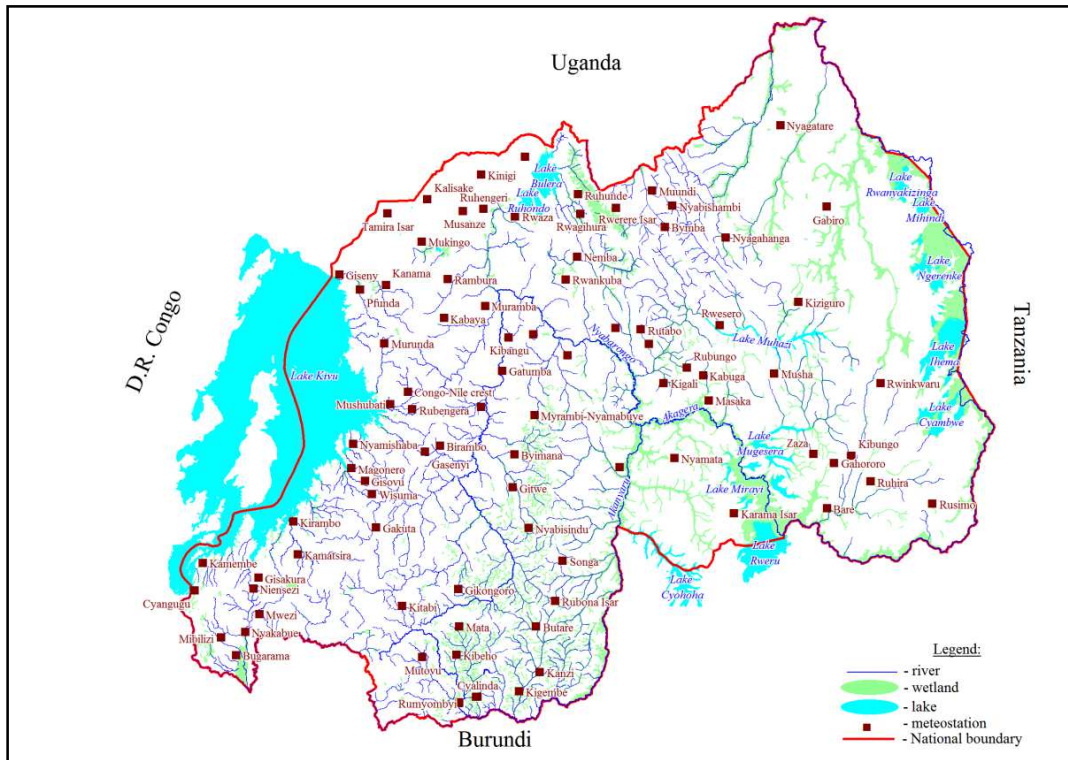 Uganda
Nyagatare
Kinigi
Lake
Bulera
Lake
Rwanyakizinga
Kalisake
Ruhengeri
Lake
Ruhondo
Ruhunde
Muundi
Lake
Mihindi
Nyabishambi
Gabiro
Tamira Isar
Musanze
Rwaza
Rwagihura
Rwerere Isar
Bymba
Nyagahanga
Mukingo
Nemba
Lake
Ngerenke
Giseny
Kanama
Rambura
Rwankuba
Pfunda
Muramba
Kiziguro
D.R. Congo
Tanzania
Kabaya
Nyabarongo
Rutabo
Rwesero
Lake Muhazi
Murunda
Kibangu
Lake
Ihema
Lake Kivu
Gatumba
Rubungo
Kigali
Kabuga
Musha
Rwinkwaru
Congo-Nile crest
Mushubati
Rubengera
Masaka
Myrambi-Nyamabuye
Akagera
Lake
Cyambwe
Nyamishaba
Birambo
Gasenyi
Byimana
Lake
Mugesera
Zaza
Kibungo
Magonero
Gisovu
Nyamata
Gahororo
Wisuma
Gitwe
Lake Mirayi
Ruhira
Kirambo
Gakuta
Nyabisindu
Akanyaru
Karama Isar
Bare
Rusimo
Kamatsira
Lake
Rweru
Kamembe
Songa
Gisakura
Niensezi
Gikongoro
Lake
Cyohoha
Cyangugu
Mwezi
Kitabi
Rubona Isar
Nyakabue
Mata
Butare
Mibilizi
Bugarama
Mutovu
Kibeho
Kanzi
Cyalinda
Kigembe
Rumyombyi
Burundi
Legend:
- river
- wetland
- lake
- meteostation
- National boundary